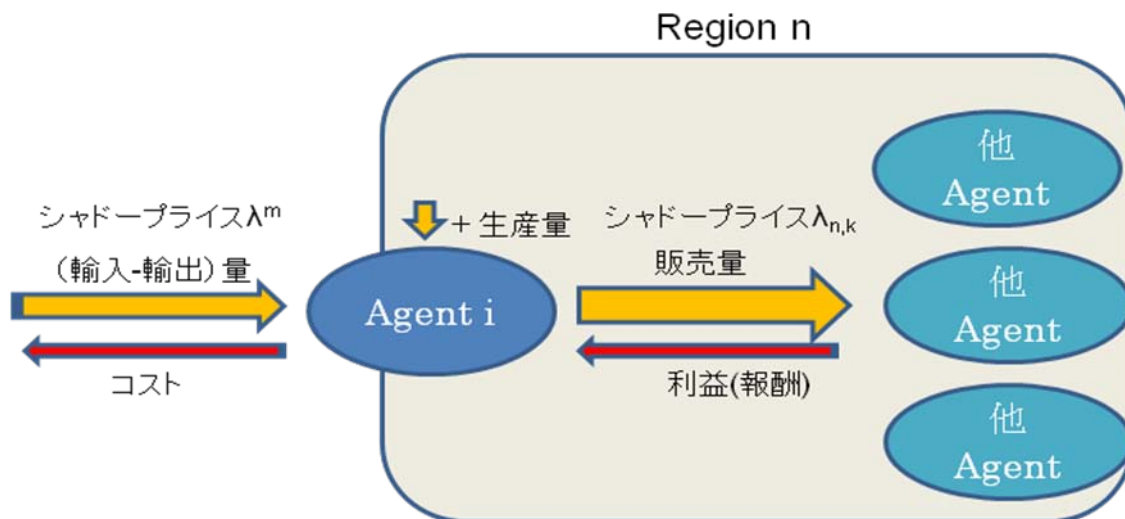 Region n
他
Agent
シャドープライスλᵐ
(輸入-輸出)量
+生産量
シャドープライスλn,k
販売量
Agent i
他
Agent
コスト
利益(報酬)
他
Agent